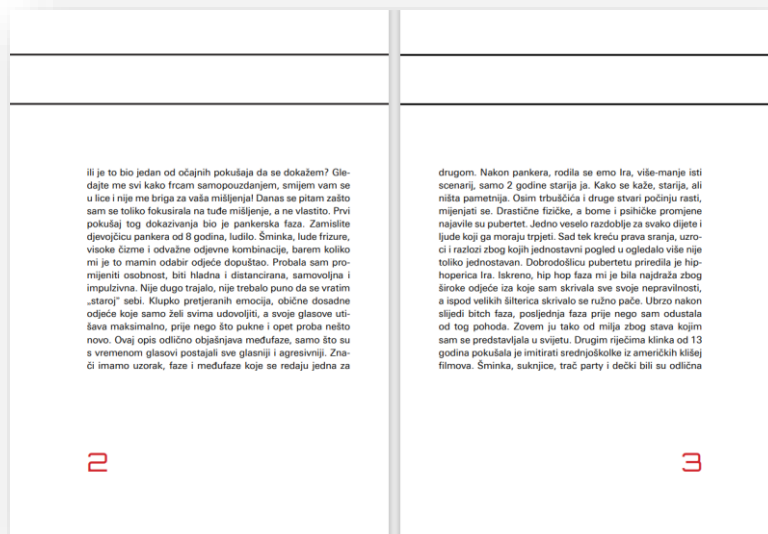 ili je to bio jedan od očajnih pokušaja da se dokažem? Gle-
dajte me svi kako frcam samopouzdanjem, smijem vam se
u lice i nije me briga za vaša mišljenja! Danas se pitam zašto
sam se toliko fokusirala na tuđe mišljenje, a ne vlastito. Prvi
pokušaj tog dokazivanja bio je pankerska faza. Zamislite
djevojčicu pankera od 8 godina, ludilo. Šminka, lude frizure,
visoke čizme i odvažne odjevne kombinacije, barem koliko
mi je to mamin odabir odjeće dopuštao. Probala sam pro-
mijeniti osobnost, biti hladna i distancirana, samovoljna i
impulzivna. Nije dugo trajalo, nije trebalo puno da se vratim
„staroj" sebi. Klupko pretjeranih emocija, obične dosadne
odjeće koje samo želi svima udovoljiti, a svoje glasove uti-
šava maksimalno, prije nego što pukne i opet proba nešto
novo. Ovaj opis odlično objašnjava međufaze, samo što su
s vremenom glasovi postajali sve glasniji i agresivniji. Zna-
či imamo uzorak, faze i međufaze koje se redaju jedna za
2
drugom. Nakon pankera, rodila se emo Ira, više-manje isti
scenarij, samo 2 godine starija ja. Kako se kaže, starija, ali
ništa pametnija. Osim trbuščića i druge stvari počinju rasti,
mijenjati se. Drastične fizičke, a bome i psihičke promjene
najavile su pubertet. Jedno veselo razdoblje za svako dijete i
ljude koji ga moraju trpjeti. Sad tek kreću prava sranja, uzro-
ci i razlozi zbog kojih jednostavni pogled u ogledalo više nije
toliko jednostavan. Dobrodošlicu pubertetu priredila je hip-
hoperica Ira. Iskreno, hip hop faza mi je bila najdraža zbog
široke odjeće iza koje sam skrivala sve svoje nepravilnosti,
a ispod velikih šilterica skrivalo se ružno pače. Ubrzo nakon
slijedi bitch faza, posljednja faza prije nego sam odustala
od tog pohoda. Zovem ju tako od milja zbog stava kojim
sam se predstavljala u svijetu. Drugim riječima klinka od 13
godina pokušala je imitirati srednjoškolke iz američkih klišej
filmova. Šminka, suknjice, trač party i dečki bili su odlična
3